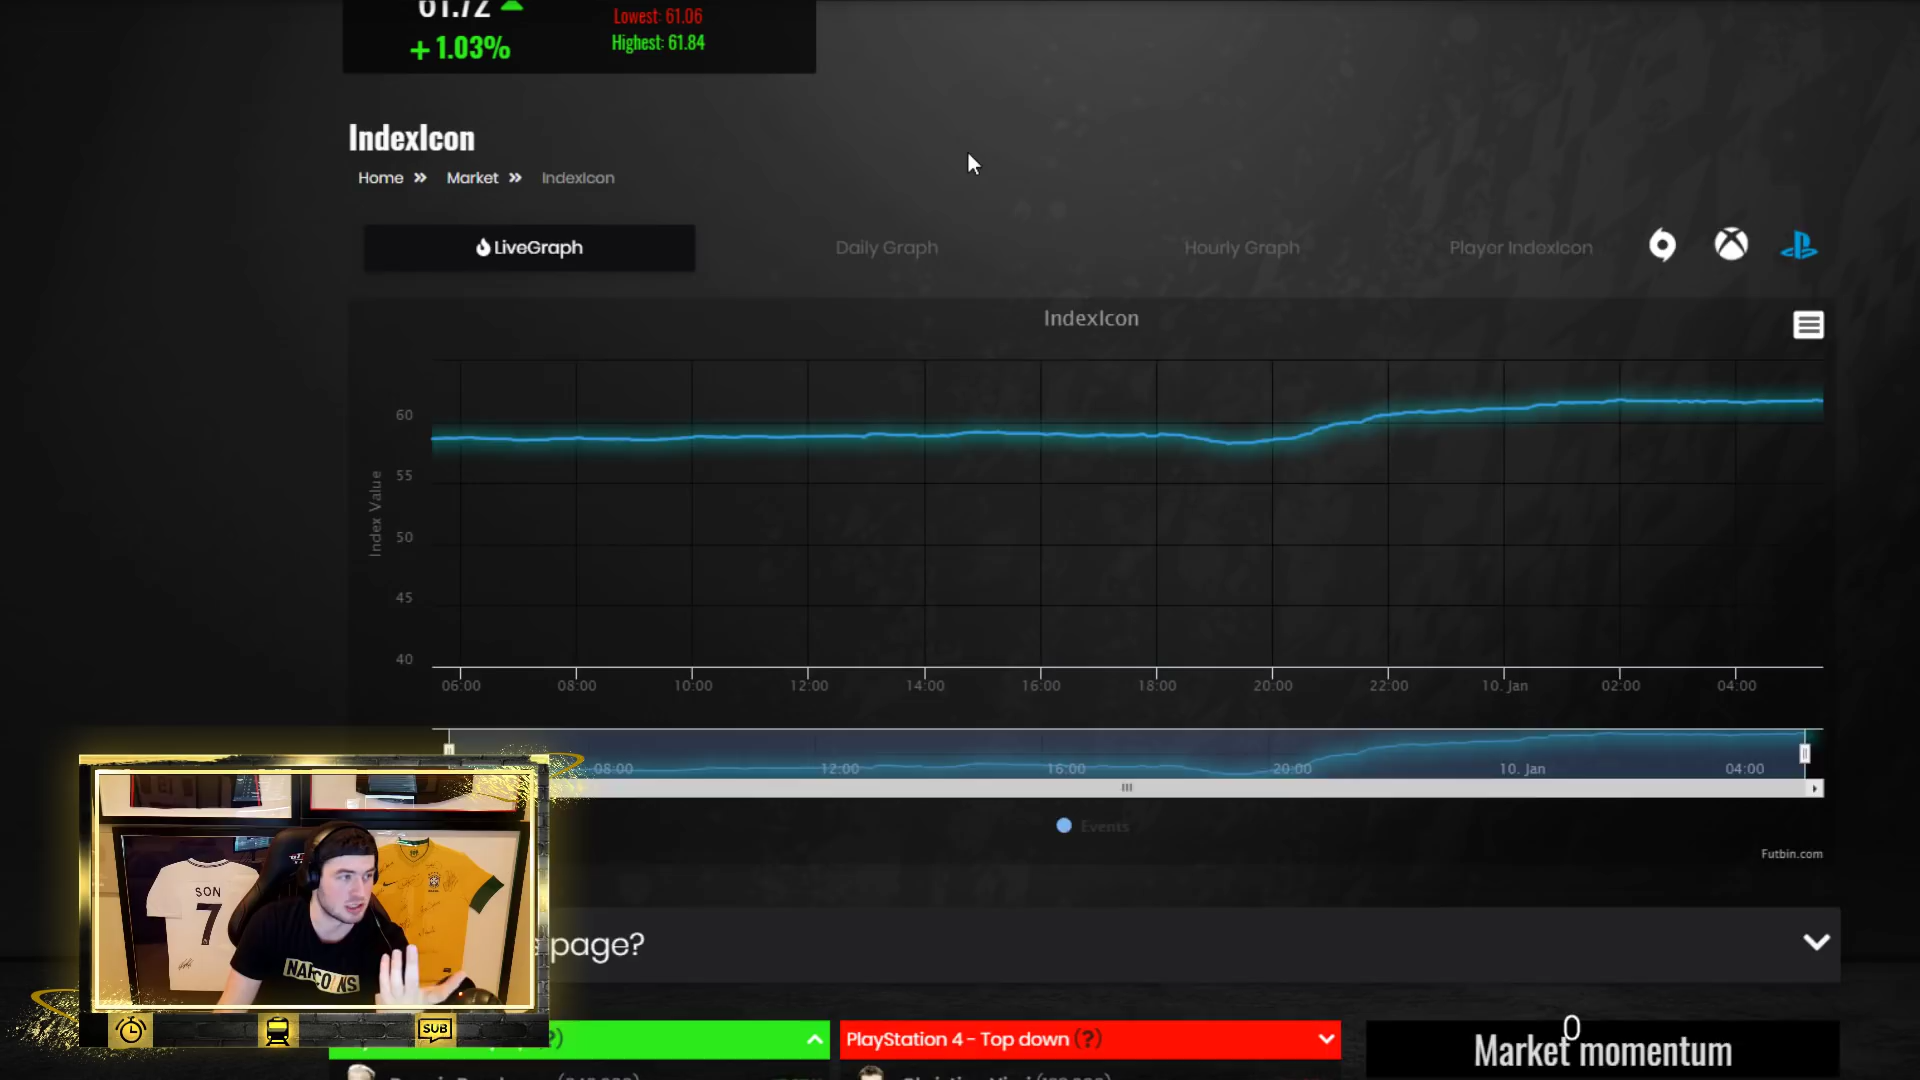 61.72
+1.03%
Lowest: 61.06
Highest: 61.84
IndexIcon
Home » Market » IndexIcon
LiveGraph
Daily Graph
Hourly Graph
Player IndexIcon
IndexIcon
Index Value
60
55
50
45
40
06:00 08:00 10:00 12:00 14:00 16:00 18:00 20:00 22:00 10. Jan 02:00 04:00
08:00 12:00 16:00 20:00 10. Jan 04:00
Events
Futbin.com
page?
SON
7
SUB
PlayStation 4 - Top down (?)
0
Market momentum